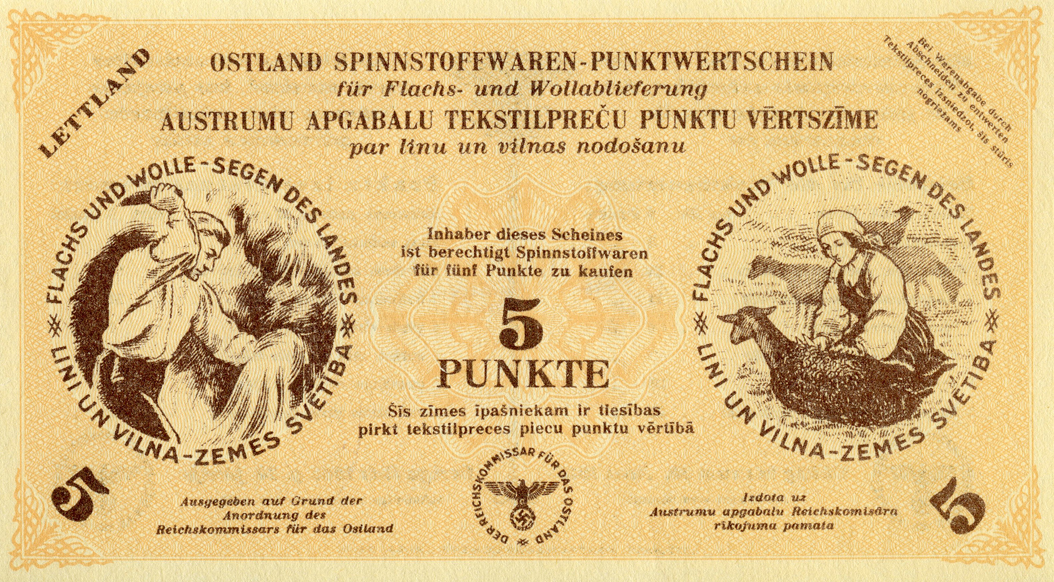 LETTLAND
OSTLAND SPINNSTOFFWAREN-PUNKTWERTSCHEIN
für Flachs- und Wollablieferung
AUSTRUMU APGABALU TEKSTILPREČU PUNKTU VĒRTSZĪME
par linu un vilnas nodošanu
Bei Warenabgabe durch
Abschneiden zu entwerten
Tekstilpreces izsniedzot, šis stūris
nogriežams
FLACHS UND WOLLE-SEGEN DES LANDES
LINI UN VILNA-ZEMES SVĒTĪBA
Inhaber dieses Scheines
ist berechtigt Spinnstoffwaren
für fünf Punkte zu kaufen
5
PUNKTE
Šīs zīmes īpašniekam ir tiesības
pirkt tekstilpreces piecu punktu vērtībā
FLACHS UND WOLLE-SEGEN DES LANDES
LINI UN VILNA-ZEMES SVĒTĪBA
5
Ausgegeben auf Grund der
Anordnung des
Reichskommissars für das Ostland
DER REICHSKOMMISSAR FÜR DAS OSTLAND
Izdota uz
Austrumu apgabalu Reichskomisāra
rīkojuma pamata
5